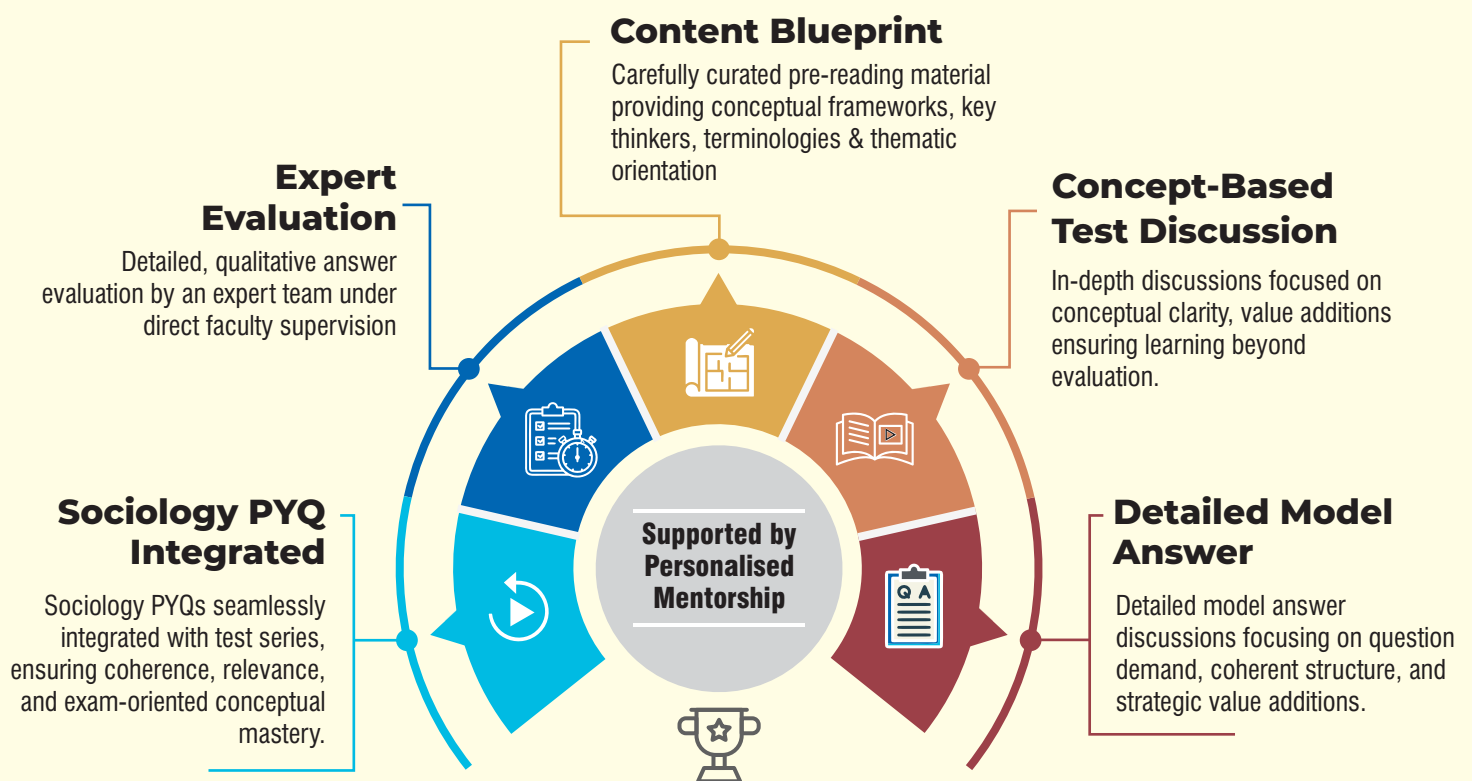 Content Blueprint
Carefully curated pre-reading material
providing conceptual frameworks, key
thinkers, terminologies & thematic
orientation
Expert
Evaluation
Detailed, qualitative answer
evaluation by an expert team under
direct faculty supervision
Concept-Based
Test Discussion
In-depth discussions focused on
conceptual clarity, value additions
ensuring learning beyond
evaluation.
Sociology PYQ
Integrated
Sociology PYQs seamlessly
integrated with test series,
ensuring coherence, relevance,
and exam-oriented conceptual
mastery.
Supported by
Personalised
Mentorship
Q A
Detailed Model
Answer
Detailed model answer
discussions focusing on question
demand, coherent structure, and
strategic value additions.